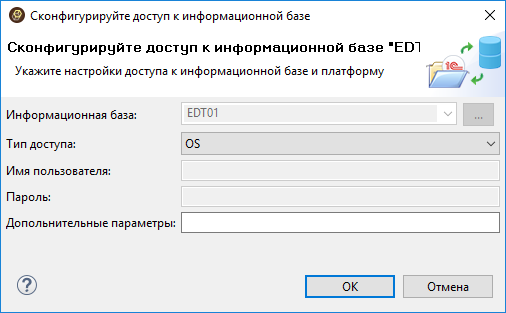 Сконфигурируйте доступ к информационной базе
Сконфигурируйте доступ к информационной базе "EDT
Укажите настройки доступа к информационной базе и платформу
1С
Информационная база: EDT01 ...
Тип доступа: OS
Имя пользователя:
Пароль:
Дополнительные параметры:
? OK Отмена